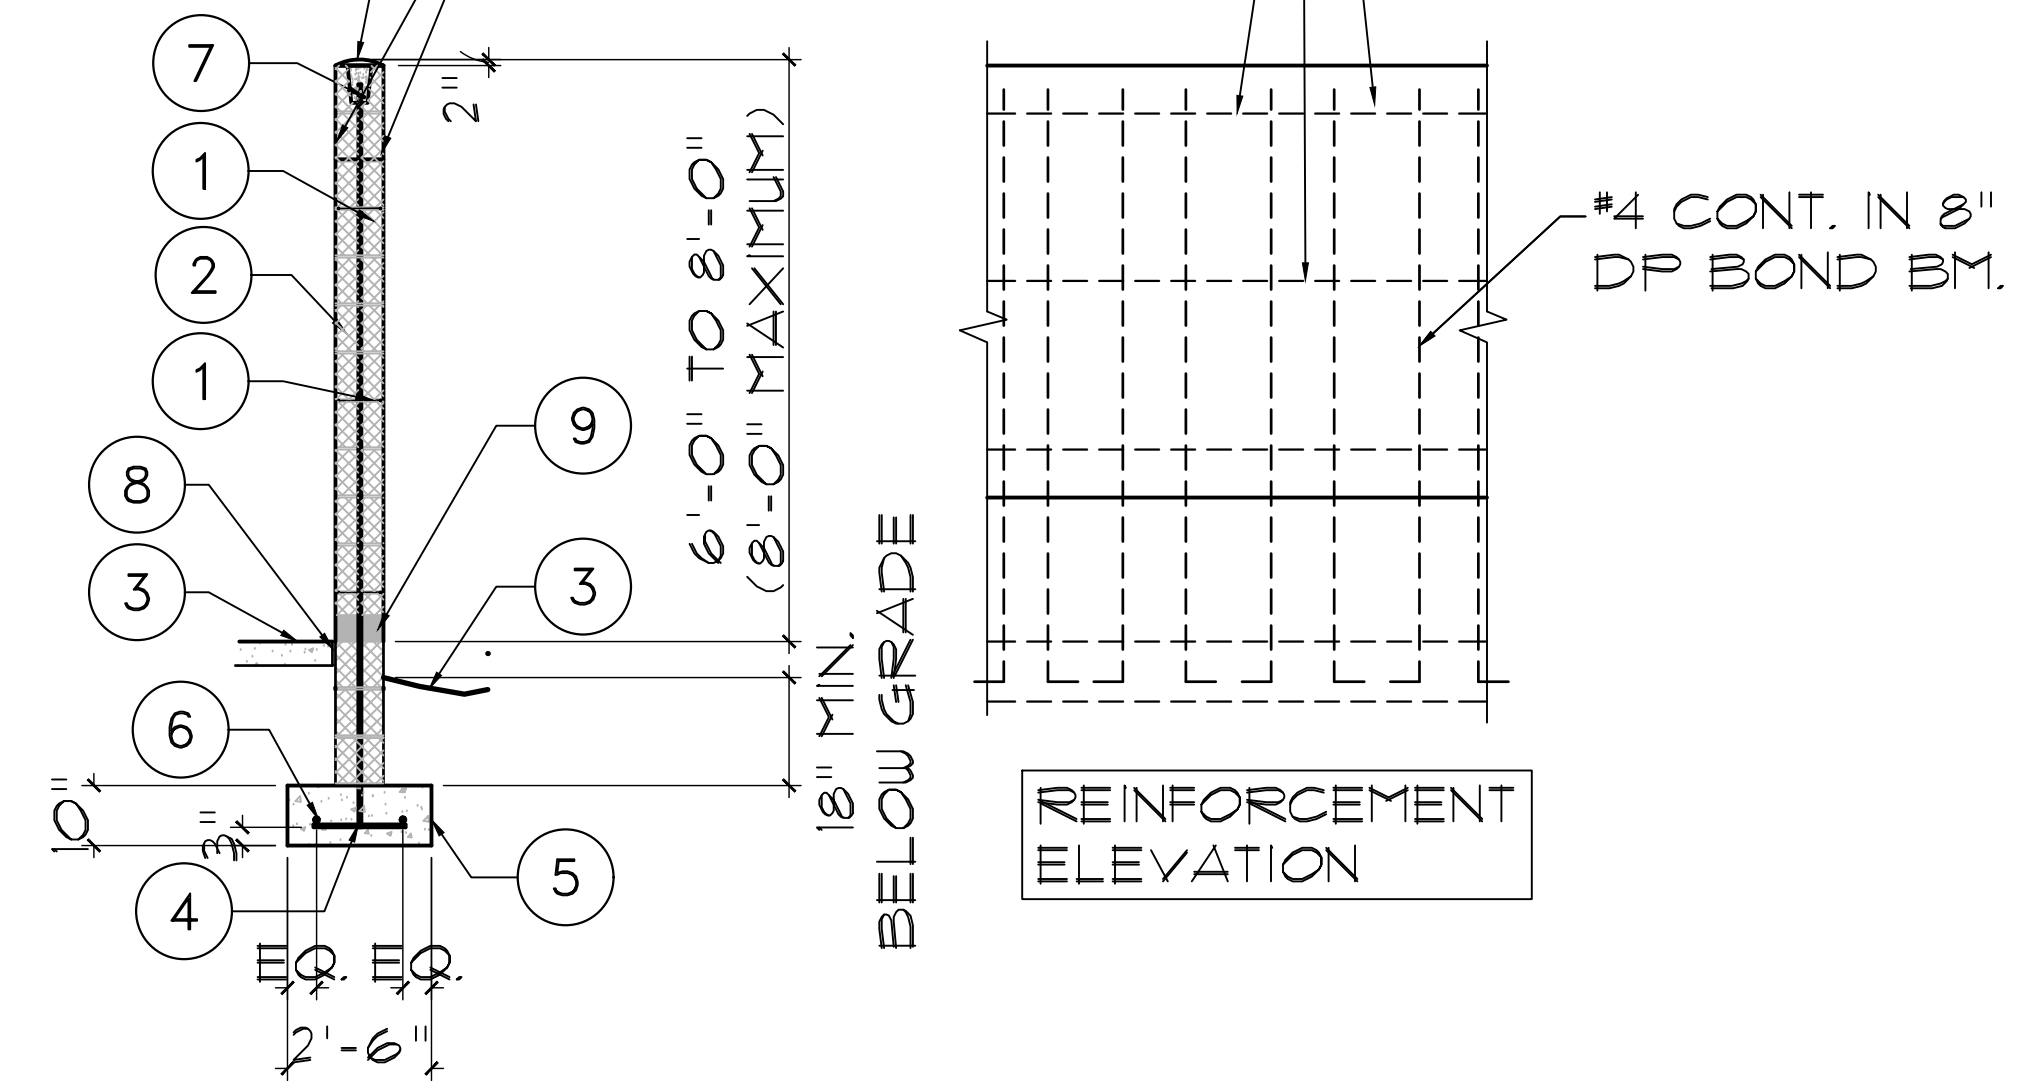 7
1
2
1
8
3
6
4
9
3
5
2"
6'-0" TO 8'-0"
(8'-0" MAXIMUM)
18" MIN.
BELOW GRADE
10"
3"
EQ. EQ.
2'-6"
#4 CONT. IN 8"
DP BOND BM.
REINFORCEMENT
ELEVATION